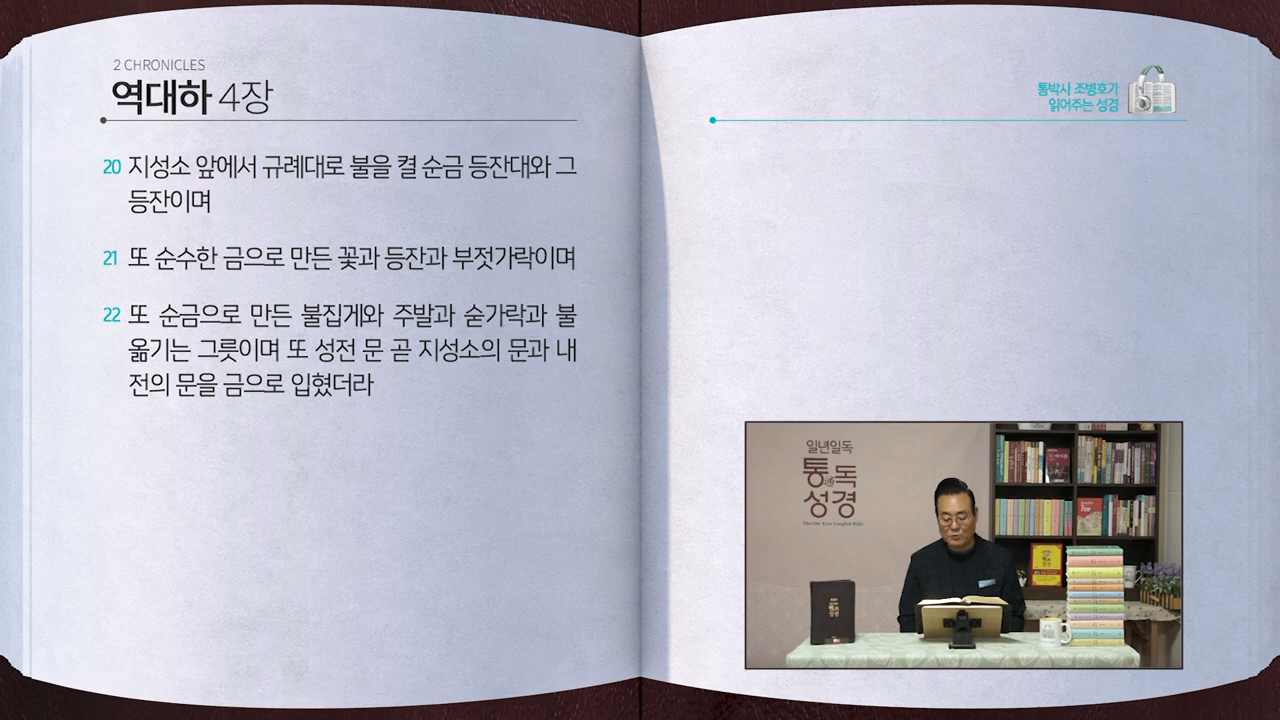 2 CHRONICLES
역대하 4장
20 지성소 앞에서 규례대로 불을 켤 순금 등잔대와 그
등잔이며
21 또 순수한 금으로 만든 꽃과 등잔과 부젓가락이며
22 또 순금으로 만든 불집게와 주발과 숟가락과 불
옮기는 그릇이며 또 성전 문 곧 지성소의 문과 내
전의 문을 금으로 입혔더라
통박사 조병호가
읽어주는 성경
일년일독
통독
성경